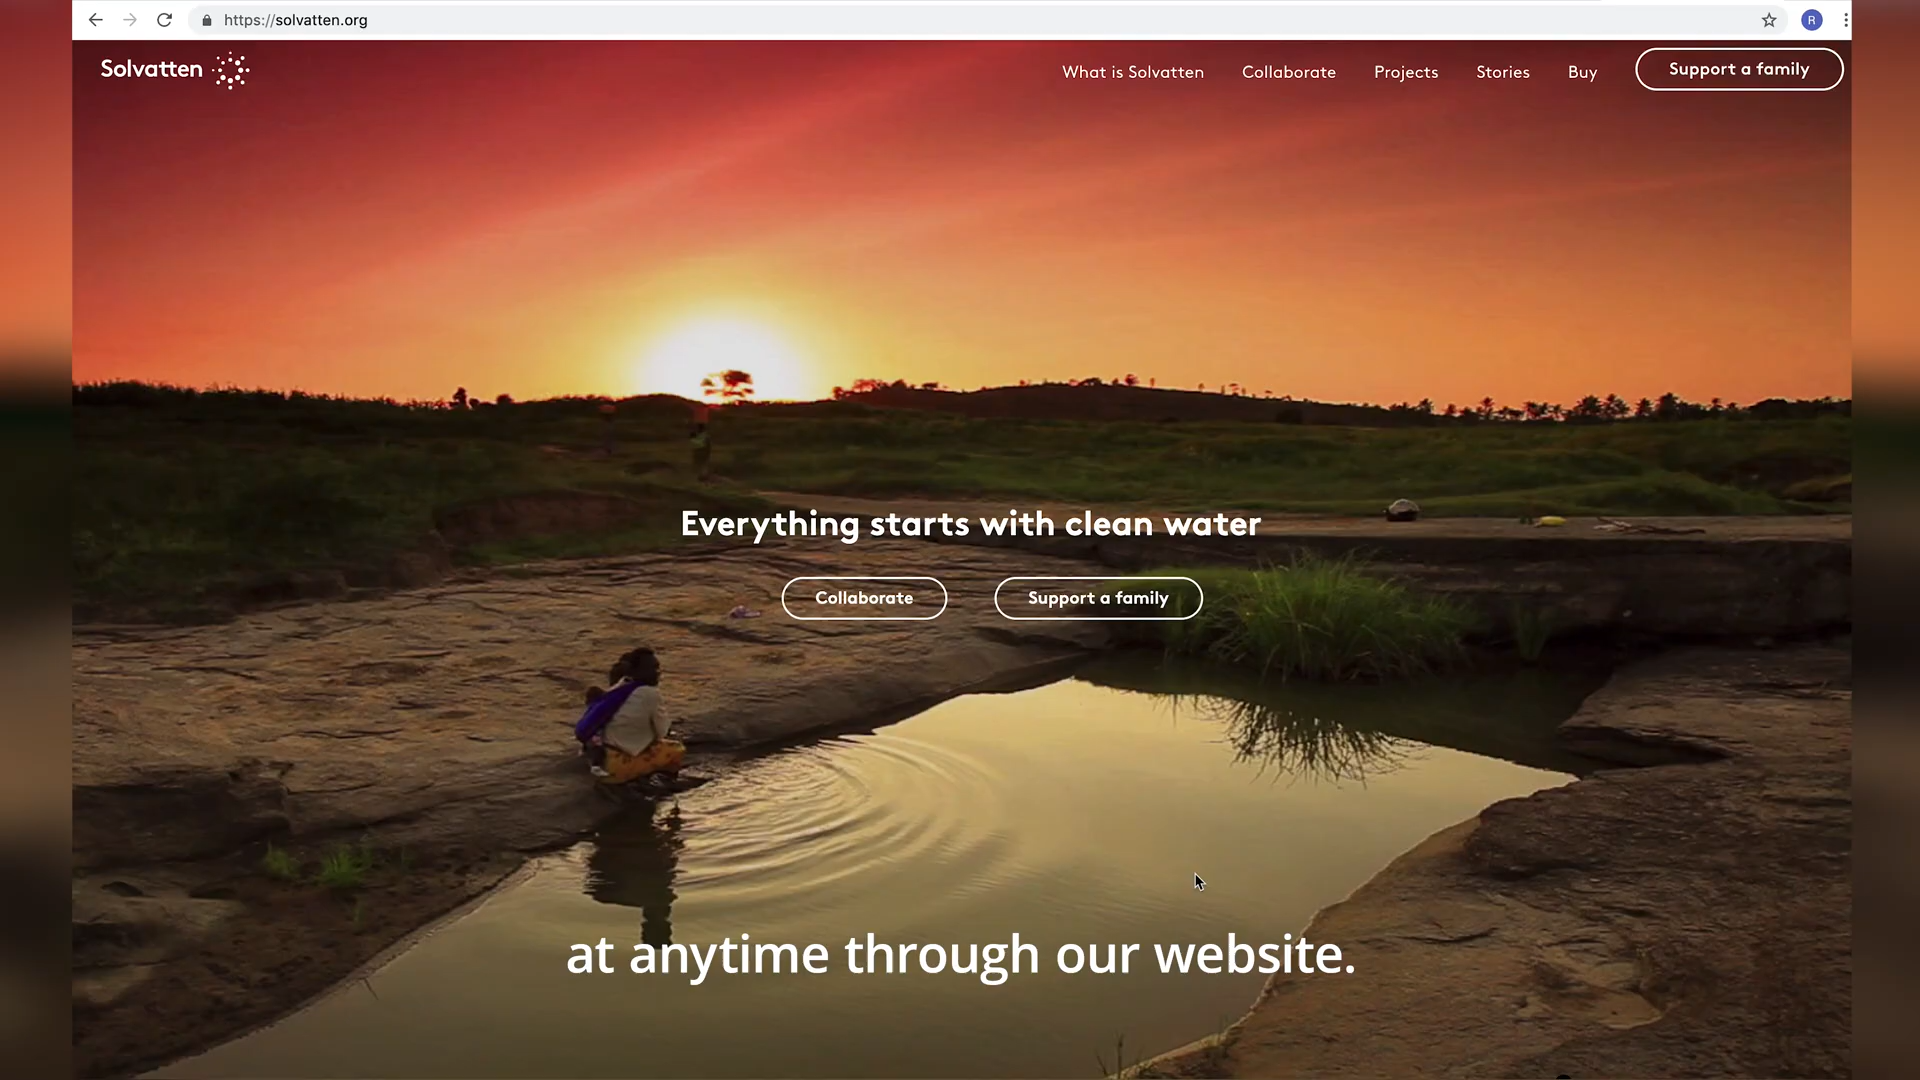 https://solvatten.org
R
Solvatten
What is Solvatten
Collaborate
Projects
Stories
Buy
Support a family
Everything starts with clean water
Collaborate
Support a family
at anytime through our website.